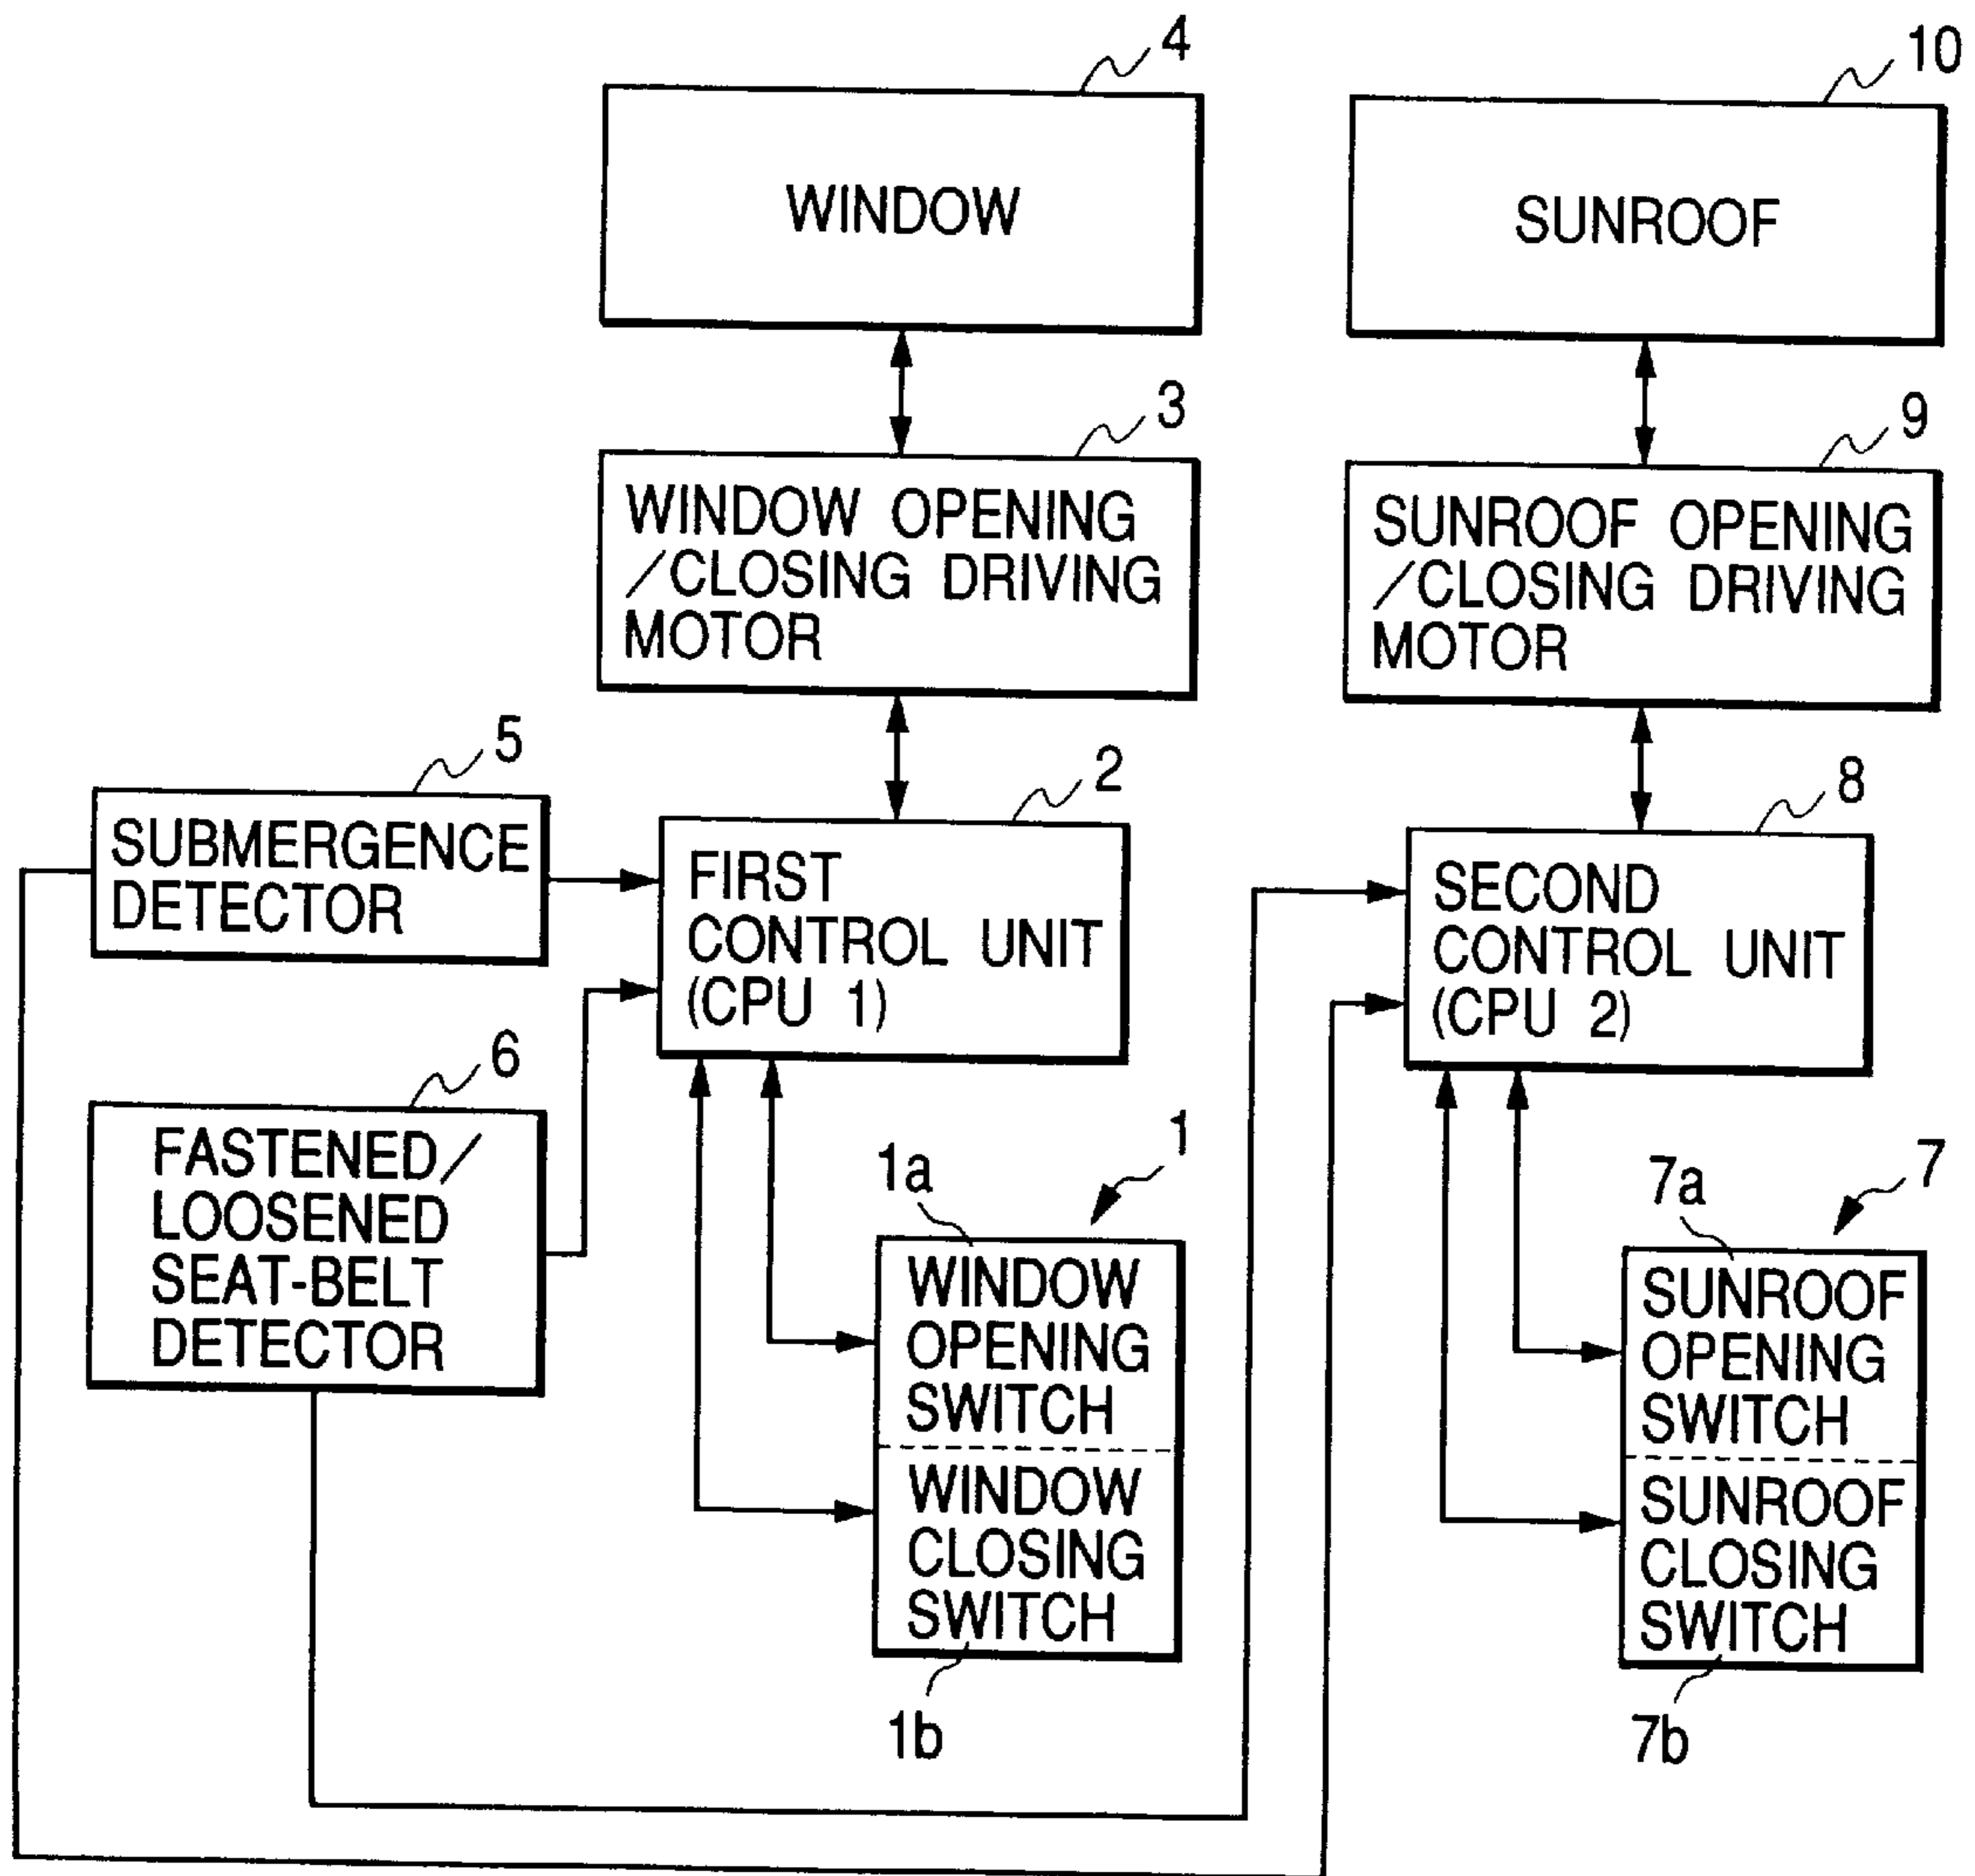 4
10
WINDOW
SUNROOF
3
9
WINDOW OPENING
/CLOSING DRIVING
MOTOR
SUNROOF OPENING
/CLOSING DRIVING
MOTOR
5
2
8
SUBMERGENCE
DETECTOR
FIRST
CONTROL UNIT
(CPU 1)
SECOND
CONTROL UNIT
(CPU 2)
6
FASTENED/
LOOSENED
SEAT-BELT
DETECTOR
1
1a
WINDOW
OPENING
SWITCH
WINDOW
CLOSING
SWITCH
1b
7
7a
SUNROOF
OPENING
SWITCH
SUNROOF
CLOSING
SWITCH
7b